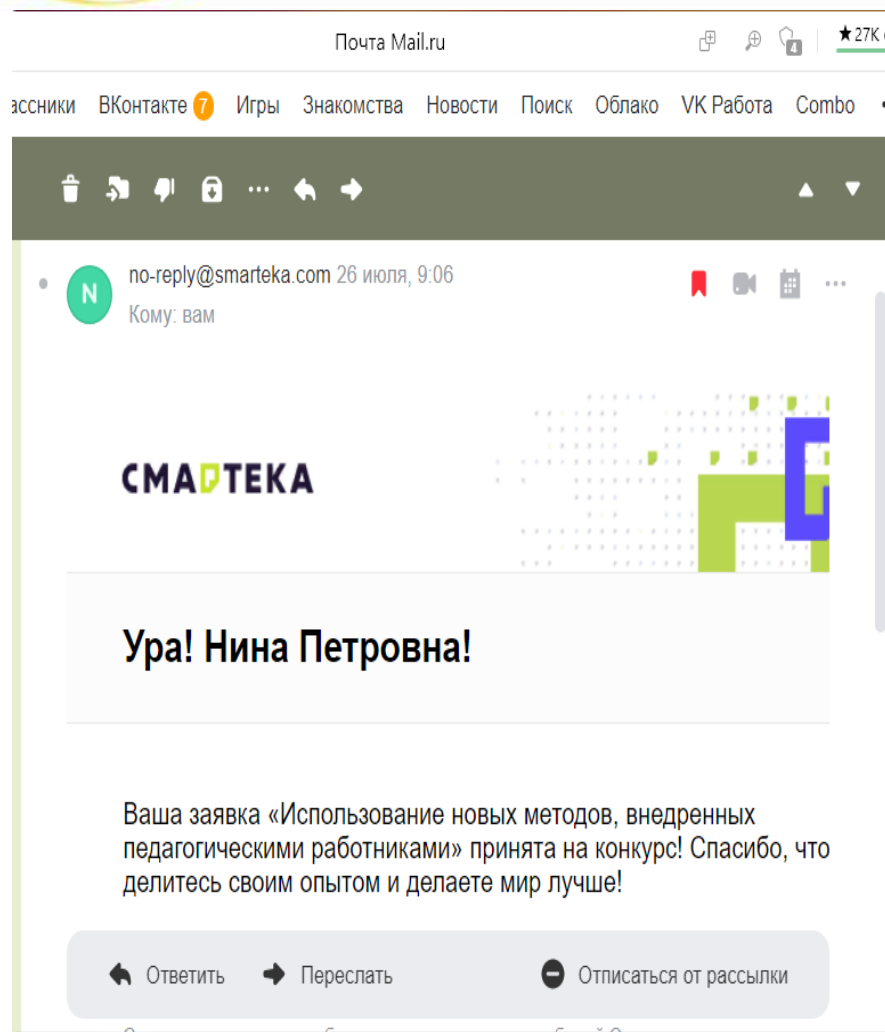 Почта Mail.ru
4
★27K
ассники ВКонтакте 7 Игры Знакомства Новости Поиск Облако VK Работа Combo
N
no-reply@smarteka.com 26 июля, 9:06
Кому: вам
СМАРТЕКА
Ура! Нина Петровна!
Ваша заявка «Использование новых методов, внедренных
педагогическими работниками» принята на конкурс! Спасибо, что
делитесь своим опытом и делаете мир лучше!
Ответить Переслать Отписаться от рассылки